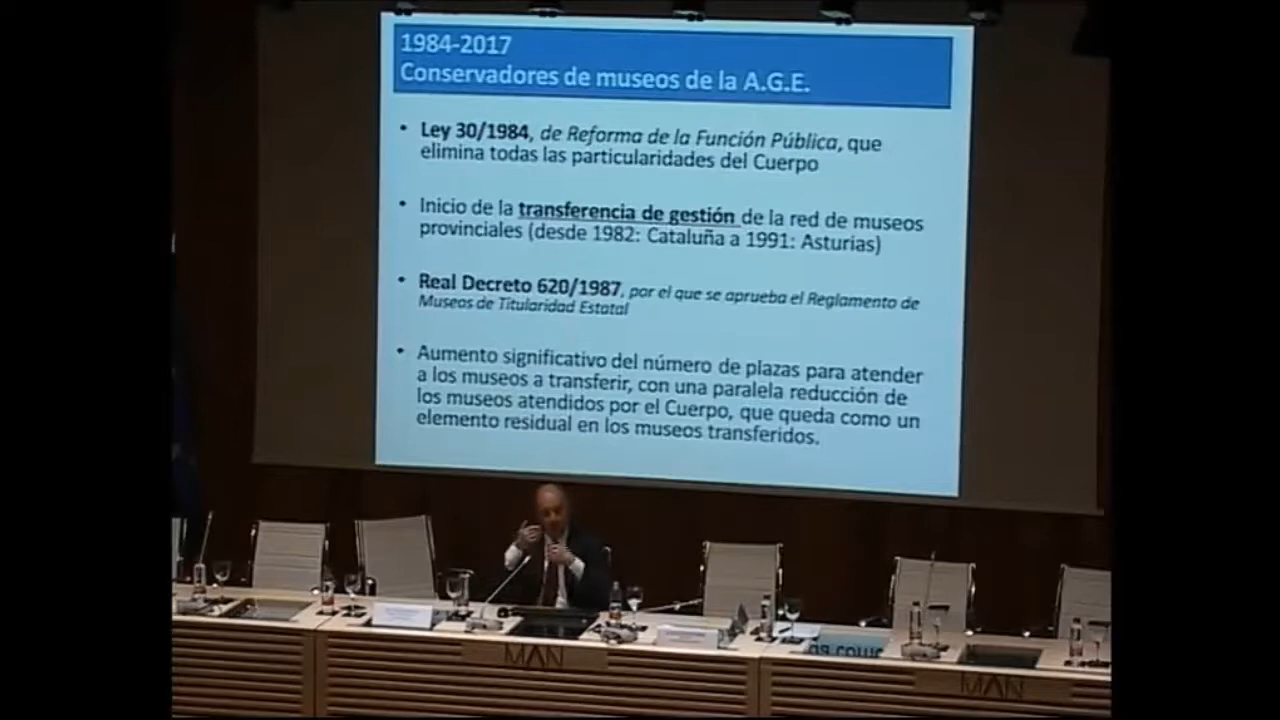 1984-2017
Conservadores de museos de la A.G.E.
• Ley 30/1984, de Reforma de la Función Pública, que
elimina todas las particularidades del Cuerpo
• Inicio de la transferencia de gestión de la red de museos
provinciales (desde 1982: Cataluña a 1991: Asturias)
• Real Decreto 620/1987, por el que se aprueba el Reglamento de
Museos de Titularidad Estatal
• Aumento significativo del número de plazas para atender
a los museos a transferir, con una paralela reducción de
los museos atendidos por el Cuerpo, que queda como un
elemento residual en los museos transferidos.
MAN
MAN